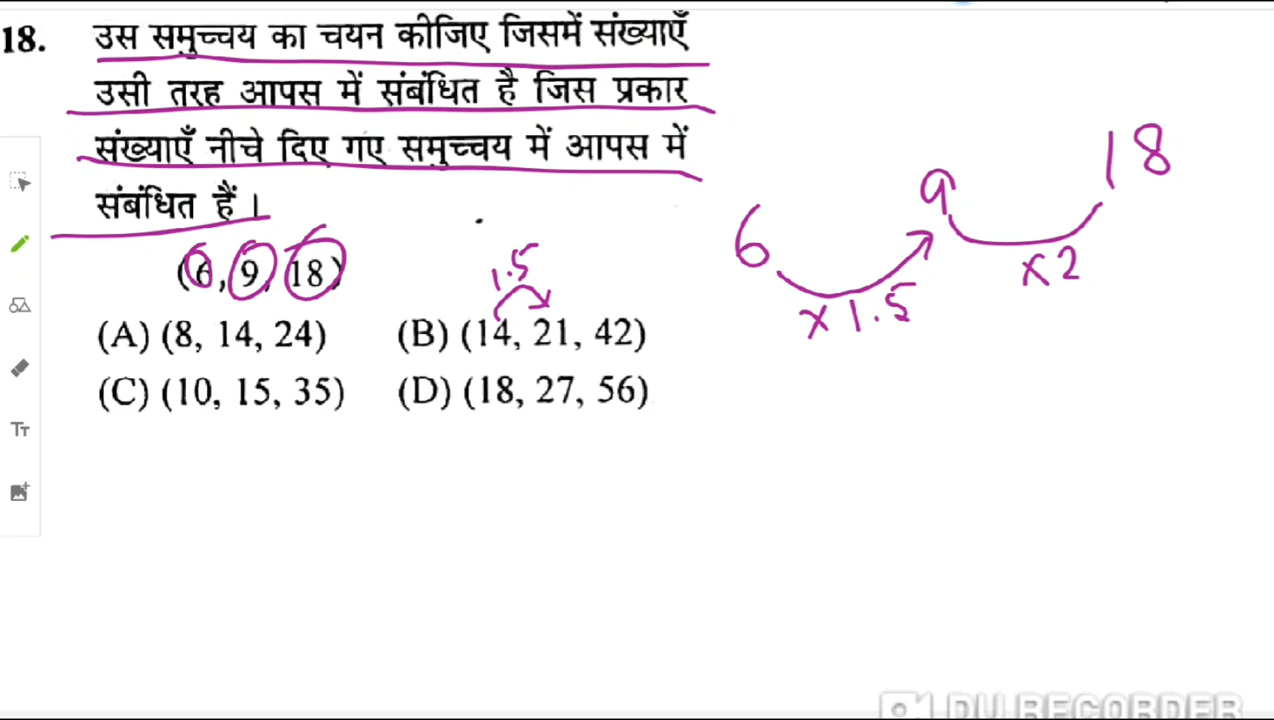 18. उस समुच्चय का चयन कीजिए जिसमें संख्याएँ
उसी तरह आपस में संबंधित है जिस प्रकार
संख्याएँ नीचे दिए गए समुच्चय में आपस में
संबंधित हैं।
(6, 9, 18)
(A) (8, 14, 24) (B) (14, 21, 42)
(C) (10, 15, 35) (D) (18, 27, 56)
1.5
6 9 18
x 1.5 x 2
TT
DU RECORDER